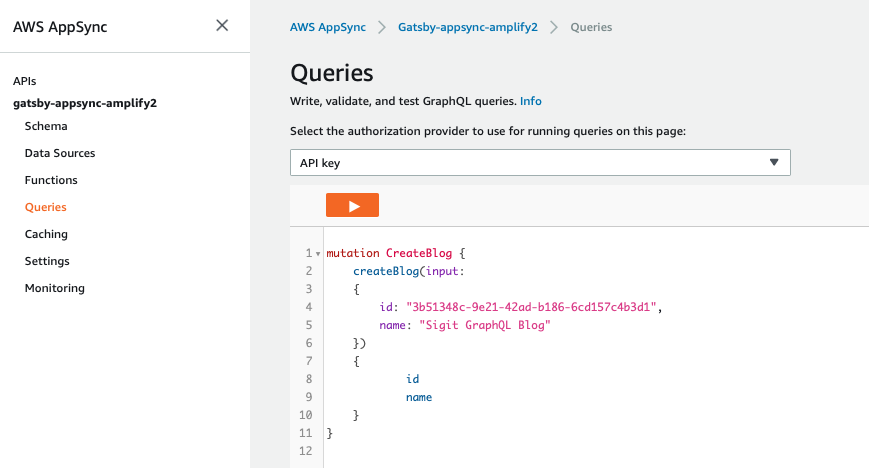 AWS AppSync
APIs
gatsby-appsync-amplify2
Schema
Data Sources
Functions
Queries
Caching
Settings
Monitoring
AWS AppSync > Gatsby-appsync-amplify2 > Queries
Queries
Write, validate, and test GraphQL queries. Info
Select the authorization provider to use for running queries on this page:
API key
1 mutation CreateBlog {
2 createBlog(input:
3 {
4 id: "3b51348c-9e21-42ad-b186-6cd157c4b3d1",
5 name: "Sigit GraphQL Blog"
6 })
7 {
8 id
9 name
10 }
11 }
12